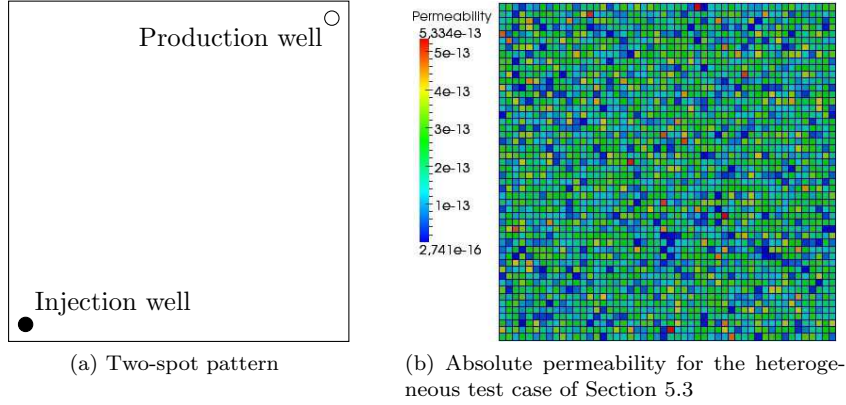 Production well
Injection well
(a) Two-spot pattern
Permeability
5,334e-13
5e-13
4e-13
3e-13
2e-13
1e-13
2,741e-16
(b) Absolute permeability for the heteroge-
neous test case of Section 5.3